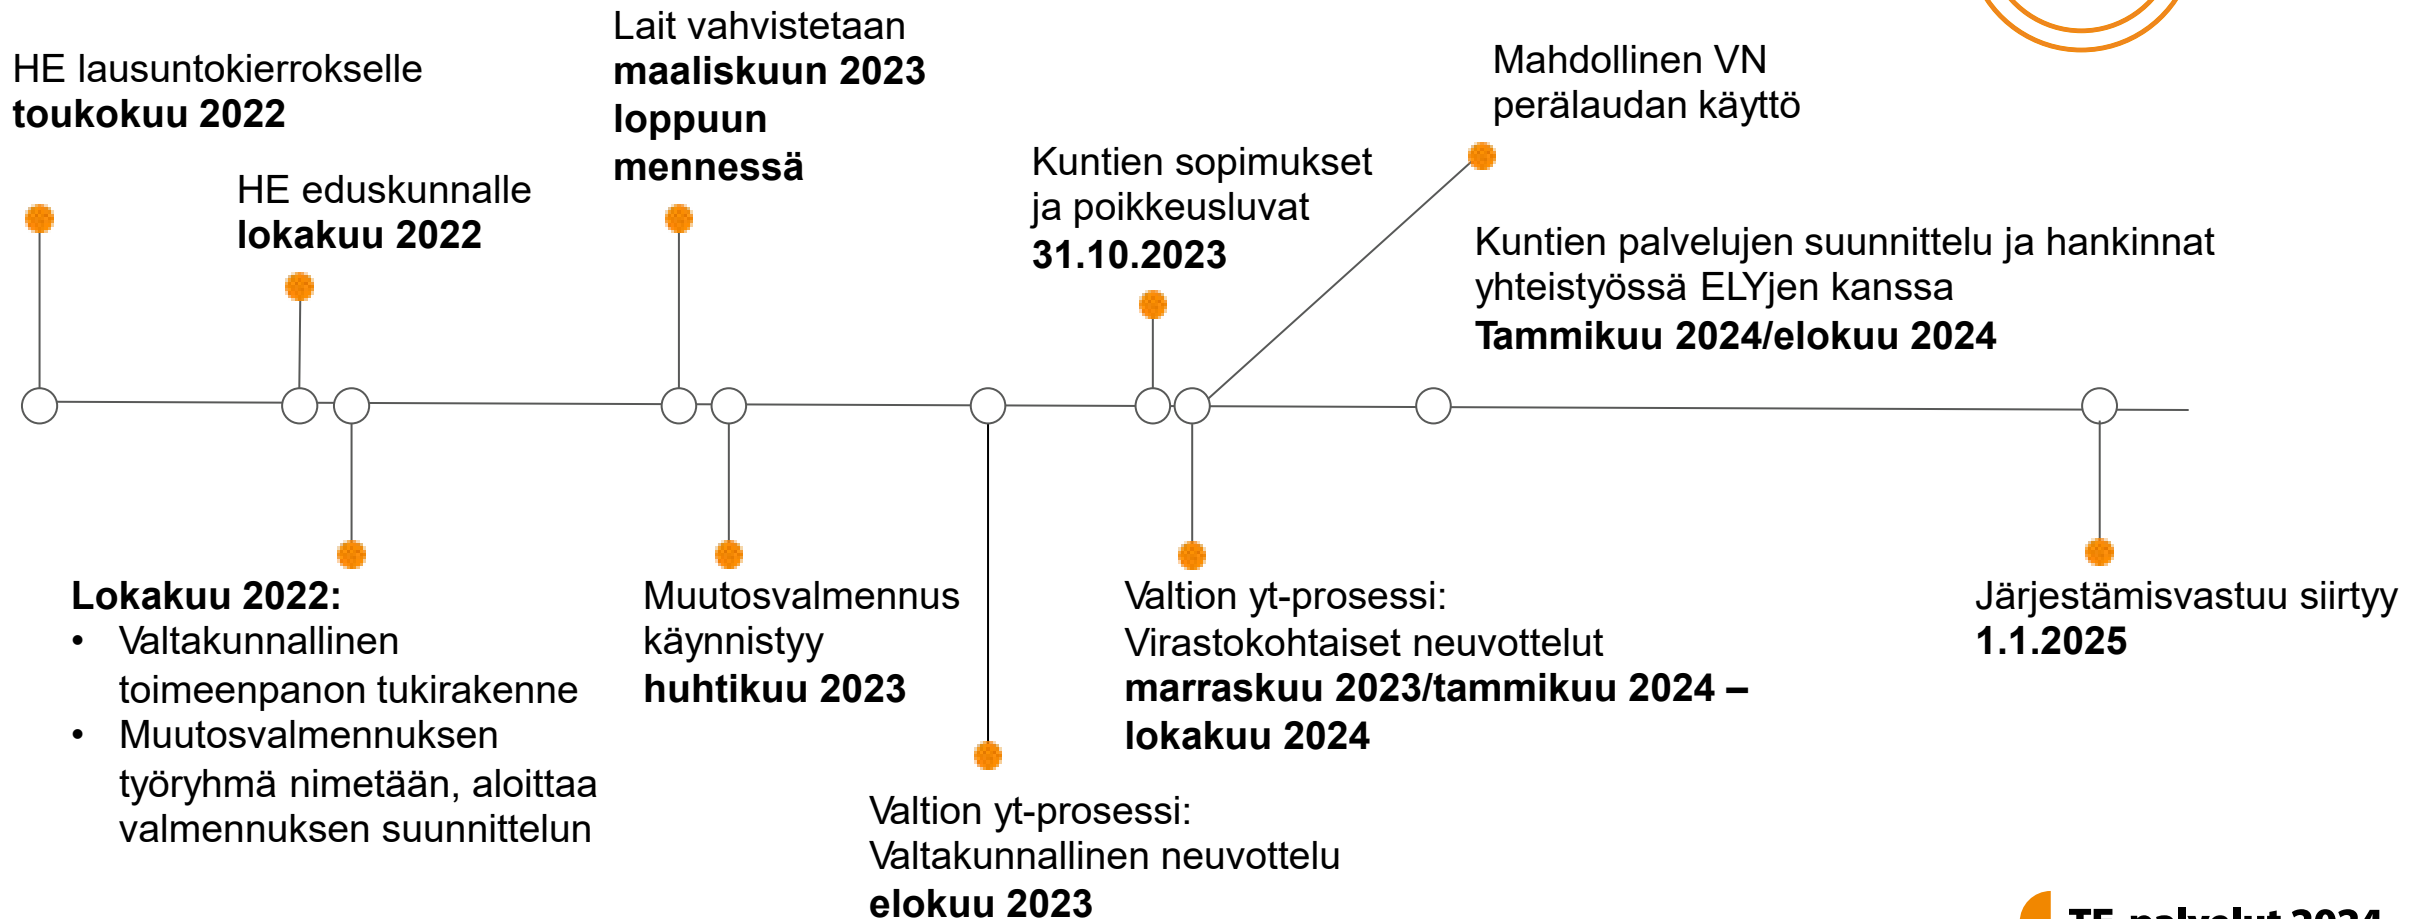 HE lausuntokierrokselle
toukokuu 2022
HE eduskunnalle
lokakuu 2022
Lait vahvistetaan
maaliskuun 2023
loppuun
mennessä
Kuntien sopimukset
ja poikkeusluvat
31.10.2023
Mahdollinen VN
perälaudan käyttö
Kuntien palvelujen suunnittelu ja hankinnat
yhteistyössä ELYjen kanssa
Tammikuu 2024/elokuu 2024
Lokakuu 2022:
• Valtakunnallinen
toimeenpanon tukirakenne
• Muutosvalmennuksen
työryhmä nimetään, aloittaa
valmennuksen suunnittelun
Muutosvalmennus
käynnistyy
huhtikuu 2023
Valtion yt-prosessi:
Valtakunnallinen neuvottelu
elokuu 2023
Valtion yt-prosessi:
Virastokohtaiset neuvottelut
marraskuu 2023/tammikuu 2024 –
lokakuu 2024
Järjestämisvastuu siirtyy
1.1.2025
TE-palvelut 2024